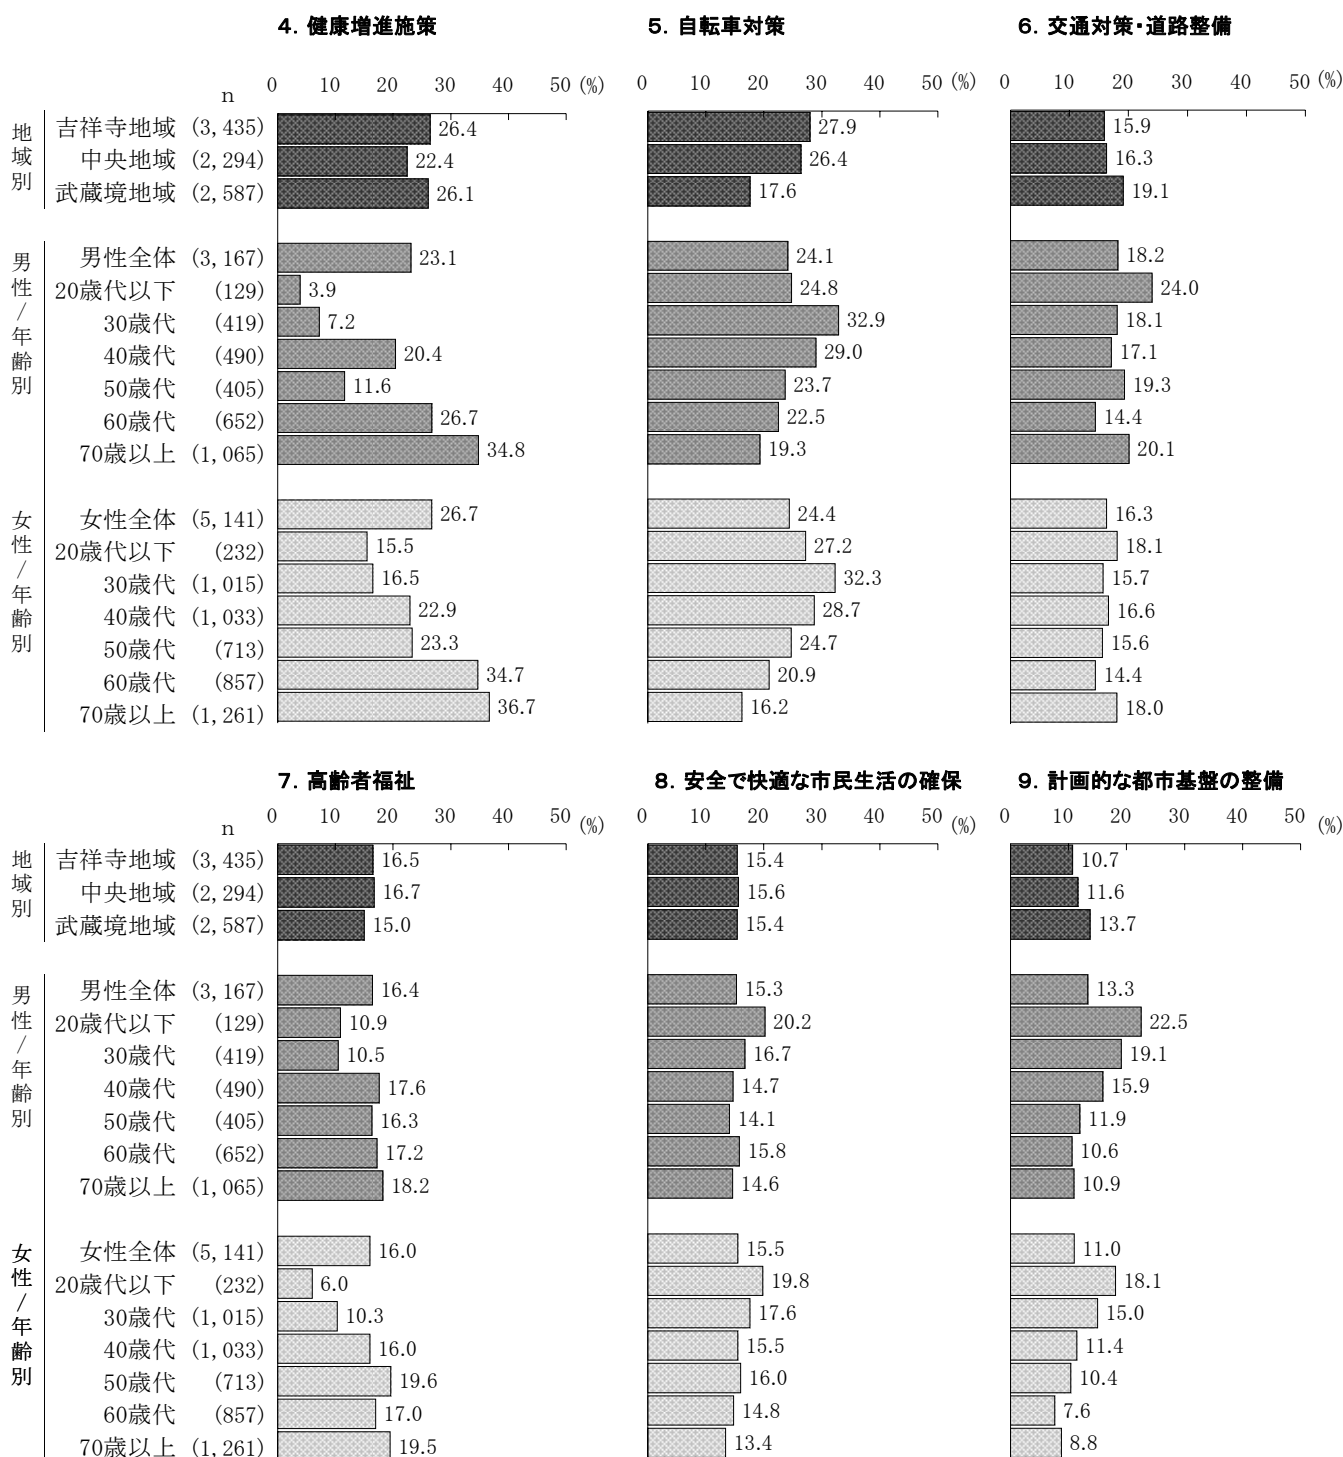 4. 健康増進施策 5. 自転車対策 6. 交通対策・道路整備
n 0 10 20 30 40 50 (%) 0 10 20 30 40 50 (%) 0 10 20 30 40 50 (%)
地域別
吉祥寺地域 (3,435) 26.4 27.9 15.9
中央地域 (2,294) 22.4 26.4 16.3
武蔵境地域 (2,587) 26.1 17.6 19.1
男性/年齢別
男性全体 (3,167) 23.1 24.1 18.2
20歳代以下 (129) 3.9 24.8 24.0
30歳代 (419) 7.2 32.9 18.1
40歳代 (490) 20.4 29.0 17.1
50歳代 (405) 11.6 23.7 19.3
60歳代 (652) 26.7 22.5 14.4
70歳以上 (1,065) 34.8 19.3 20.1
女性/年齢別
女性全体 (5,141) 26.7 24.4 16.3
20歳代以下 (232) 15.5 27.2 18.1
30歳代 (1,015) 16.5 32.3 15.7
40歳代 (1,033) 22.9 28.7 16.6
50歳代 (713) 23.3 24.7 15.6
60歳代 (857) 34.7 20.9 14.4
70歳以上 (1,261) 36.7 16.2 18.0
7. 高齢者福祉 8. 安全で快適な市民生活の確保 9. 計画的な都市基盤の整備
n 0 10 20 30 40 50 (%) 0 10 20 30 40 50 (%) 0 10 20 30 40 50 (%)
地域別
吉祥寺地域 (3,435) 16.5 15.4 10.7
中央地域 (2,294) 16.7 15.6 11.6
武蔵境地域 (2,587) 15.0 15.4 13.7
男性/年齢別
男性全体 (3,167) 16.4 15.3 13.3
20歳代以下 (129) 10.9 20.2 22.5
30歳代 (419) 10.5 16.7 19.1
40歳代 (490) 17.6 14.7 15.9
50歳代 (405) 16.3 14.1 11.9
60歳代 (652) 17.2 15.8 10.6
70歳以上 (1,065) 18.2 14.6 10.9
女性/年齢別
女性全体 (5,141) 16.0 15.5 11.0
20歳代以下 (232) 6.0 19.8 18.1
30歳代 (1,015) 10.3 17.6 15.0
40歳代 (1,033) 16.0 15.5 11.4
50歳代 (713) 19.6 16.0 10.4
60歳代 (857) 17.0 14.8 7.6
70歳以上 (1,261) 19.5 13.4 8.8